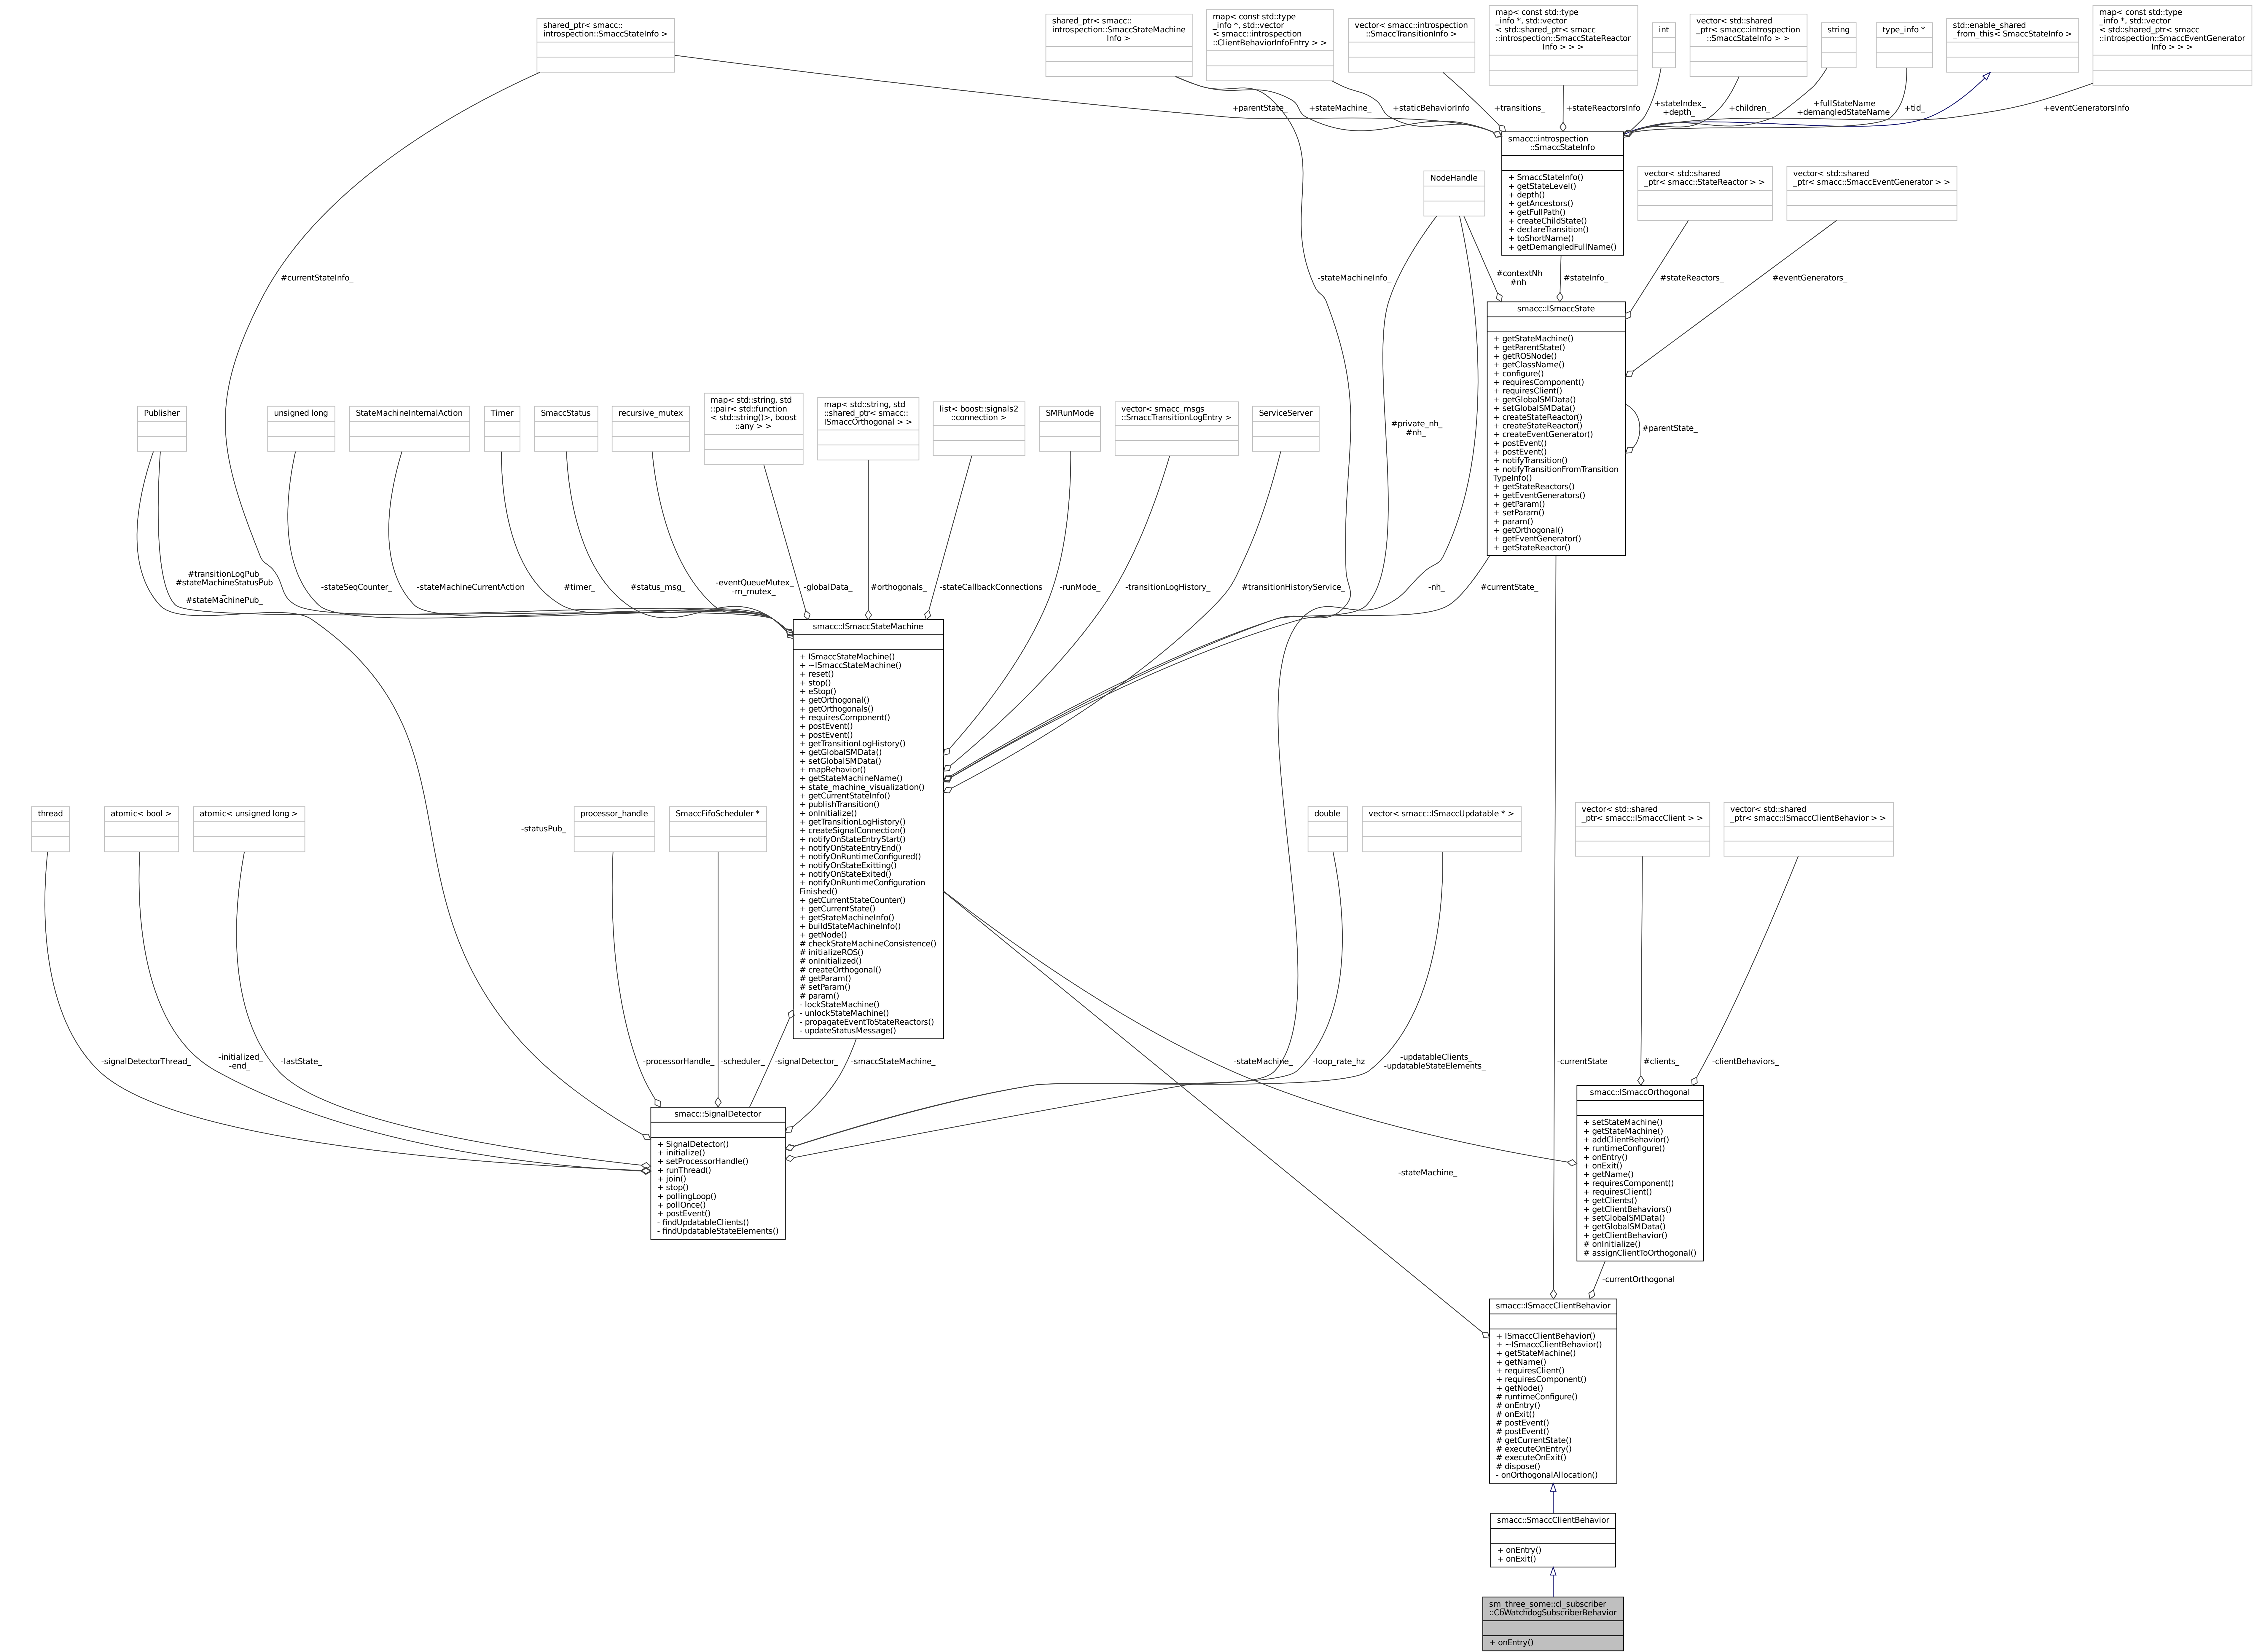 shared_ptr< smacc::
introspection::SmaccStateInfo >
shared_ptr< smacc::
introspection::SmaccStateMachine
Info >
map< const std::type
_info *, std::vector
< smacc::introspection
::ClientBehaviorInfoEntry > >
vector< smacc::introspection
::SmaccTransitionInfo >
map< const std::type
_info *, std::vector
< std::shared_ptr< smacc
::introspection::SmaccStateReactor
Info > > >
int
vector< std::shared
_ptr< smacc::introspection
::SmaccStateInfo > >
string
type_info *
std::enable_shared
_from_this< SmaccStateInfo >
map< const std::type
_info *, std::vector
< std::shared_ptr< smacc
::introspection::SmaccEventGenerator
Info > > >
+parentState_
+stateMachine_
+staticBehaviorInfo
+transitions_
+stateReactorsInfo
+stateIndex_
+depth_
+children_
+fullStateName
+demangledStateName
+tid_
+eventGeneratorsInfo
smacc::introspection
::SmaccStateInfo
+ SmaccStateInfo()
+ getStateLevel()
+ depth()
+ getAncestors()
+ getFullPath()
+ createChildState()
+ declareTransition()
+ toShortName()
+ getDemangledFullName()
NodeHandle
vector< std::shared
_ptr< smacc::StateReactor > >
vector< std::shared
_ptr< smacc::SmaccEventGenerator > >
#currentStateInfo_
-stateMachineInfo_
#contextNh
#nh
#stateInfo_
#stateReactors_
#eventGenerators_
smacc::ISmaccState
+ getStateMachine()
+ getParentState()
+ getROSNode()
+ getClassName()
+ configure()
+ requiresComponent()
+ requiresClient()
+ getGlobalSMData()
+ setGlobalSMData()
+ createStateReactor()
+ createStateReactor()
+ createEventGenerator()
+ postEvent()
+ postEvent()
+ notifyTransition()
+ notifyTransitionFromTransition
TypeInfo()
+ getStateReactors()
+ getEventGenerators()
+ getParam()
+ setParam()
+ param()
+ getOrthogonal()
+ getEventGenerator()
+ getStateReactor()
#parentState_
Publisher
unsigned long
StateMachineInternalAction
Timer
SmaccStatus
recursive_mutex
map< std::string, std
::pair< std::function
< std::string()>, boost
::any > >
map< std::string, std
::shared_ptr< smacc::
ISmaccOrthogonal > >
list< boost::signals2
::connection >
SMRunMode
vector< smacc_msgs
::SmaccTransitionLogEntry >
ServiceServer
#private_nh_
#nh_
#transitionLogPub_
#stateMachineStatusPub
_
#stateMachinePub_
-stateSeqCounter_
-stateMachineCurrentAction
#timer_
#status_msg_
-eventQueueMutex_
-m_mutex_
-globalData_
#orthogonals_
-stateCallbackConnections
-runMode_
-transitionLogHistory_
#transitionHistoryService_
-nh_
#currentState_
smacc::ISmaccStateMachine
+ ISmaccStateMachine()
+ ~ISmaccStateMachine()
+ reset()
+ stop()
+ eStop()
+ getOrthogonal()
+ getOrthogonals()
+ requiresComponent()
+ postEvent()
+ postEvent()
+ getTransitionLogHistory()
+ getGlobalSMData()
+ setGlobalSMData()
+ mapBehavior()
+ getStateMachineName()
+ state_machine_visualization()
+ getCurrentStateInfo()
+ publishTransition()
+ onInitialize()
+ getTransitionLogHistory()
+ createSignalConnection()
+ notifyOnStateEntryStart()
+ notifyOnStateEntryEnd()
+ notifyOnRuntimeConfigured()
+ notifyOnStateExitting()
+ notifyOnStateExited()
+ notifyOnRuntimeConfiguration
Finished()
+ getCurrentStateCounter()
+ getCurrentState()
+ getStateMachineInfo()
+ buildStateMachineInfo()
+ getNode()
# checkStateMachineConsistence()
# initializeROS()
# onInitialized()
# createOrthogonal()
# getParam()
# setParam()
# param()
- lockStateMachine()
- unlockStateMachine()
- propagateEventToStateReactors()
- updateStatusMessage()
thread
atomic< bool >
atomic< unsigned long >
-statusPub_
processor_handle
SmaccFifoScheduler *
double
vector< smacc::ISmaccUpdatable * >
vector< std::shared
_ptr< smacc::ISmaccClient > >
vector< std::shared
_ptr< smacc::ISmaccClientBehavior > >
-signalDetectorThread_
-initialized_
-end_
-lastState_
-processorHandle_
-scheduler_
-signalDetector_
-smaccStateMachine_
-stateMachine_
-loop_rate_hz
-updatableClients_
-updatableStateElements_
-currentState
#clients_
-clientBehaviors_
smacc::SignalDetector
+ SignalDetector()
+ initialize()
+ setProcessorHandle()
+ runThread()
+ join()
+ stop()
+ pollingLoop()
+ pollOnce()
+ postEvent()
- findUpdatableClients()
- findUpdatableStateElements()
-stateMachine_
smacc::ISmaccOrthogonal
+ setStateMachine()
+ getStateMachine()
+ addClientBehavior()
+ runtimeConfigure()
+ onEntry()
+ onExit()
+ getName()
+ requiresComponent()
+ requiresClient()
+ getClients()
+ getClientBehaviors()
+ setGlobalSMData()
+ getGlobalSMData()
+ getClientBehavior()
# onInitialize()
# assignClientToOrthogonal()
-currentOrthogonal
smacc::ISmaccClientBehavior
+ ISmaccClientBehavior()
+ ~ISmaccClientBehavior()
+ getStateMachine()
+ getName()
+ requiresClient()
+ requiresComponent()
+ getNode()
# runtimeConfigure()
# onEntry()
# onExit()
# postEvent()
# postEvent()
# getCurrentState()
# executeOnEntry()
# executeOnExit()
# dispose()
- onOrthogonalAllocation()
smacc::SmaccClientBehavior
+ onEntry()
+ onExit()
sm_three_some::cl_subscriber
::CbWatchdogSubscriberBehavior
+ onEntry()